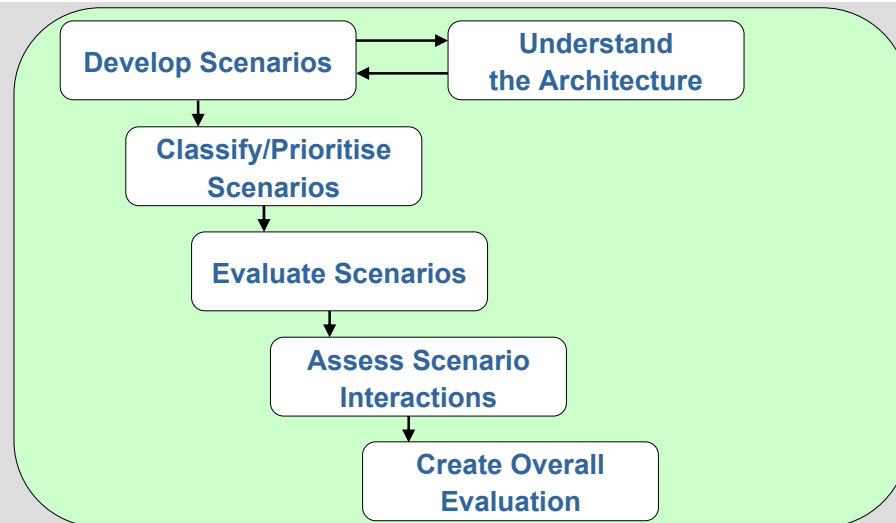 Develop Scenarios
Understand
the Architecture
Classify/Prioritise
Scenarios
Evaluate Scenarios
Assess Scenario
Interactions
Create Overall
Evaluation